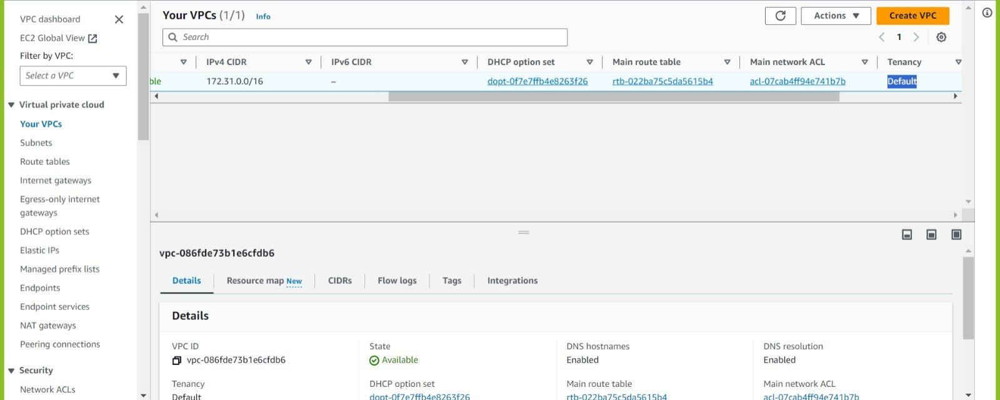 VPC dashboard
EC2 Global View
Filter by VPC:
Select a VPC
Virtual private cloud
Your VPCs
Subnets
Route tables
Internet gateways
Egress-only internet
gateways
DHCP option sets
Elastic IPs
Managed prefix lists
Endpoints
Endpoint services
NAT gateways
Peering connections
Security
Network ACLs
Your VPCs (1/1) Info
Actions
Create VPC
Search
1
IPv4 CIDR IPv6 CIDR DHCP option set Main route table Main network ACL Tenancy
ble 172.31.0.0/16 – dopt-0f7e7ffb4e8263f26 rtb-022ba75c5da5615b4 acl-07cab4ff94e741b7b Default
vpc-086fde73b1e6cfdb6
Details Resource map New CIDRs Flow logs Tags Integrations
Details
VPC ID State DNS hostnames DNS resolution
vpc-086fde73b1e6cfdb6 Available Enabled Enabled
Tenancy DHCP option set Main route table Main network ACL
Default dopt-0f7e7ffb4e8263f26 rtb-022ba75c5da5615b4 acl-07cab4ff94e741b7b